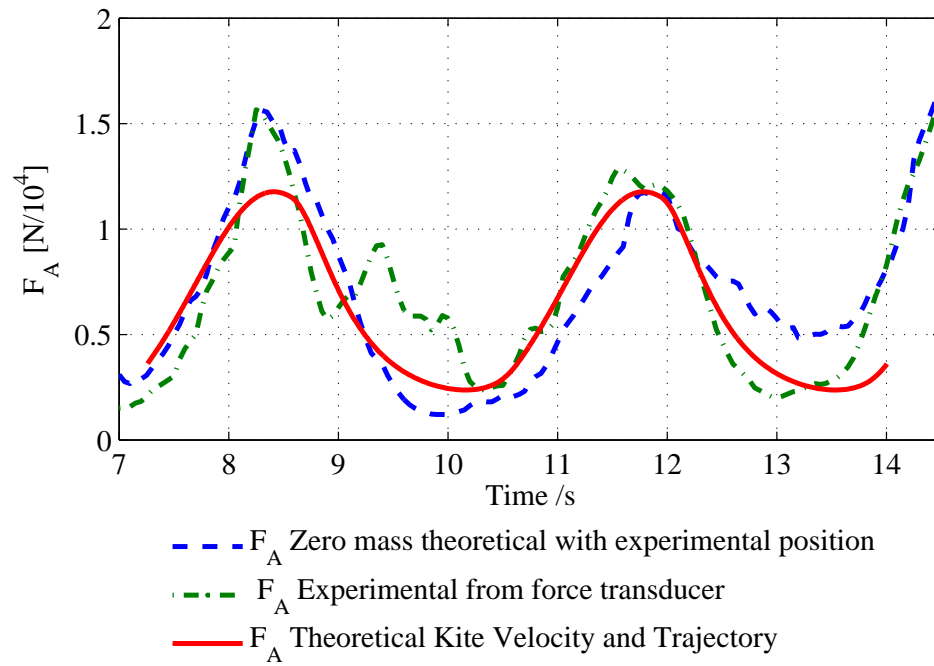 2
1.5
1
0.5
0
F_A [N/10^4]
7 8 9 10 11 12 13 14
Time /s
F_A Zero mass theoretical with experimental position
F_A Experimental from force transducer
F_A Theoretical Kite Velocity and Trajectory